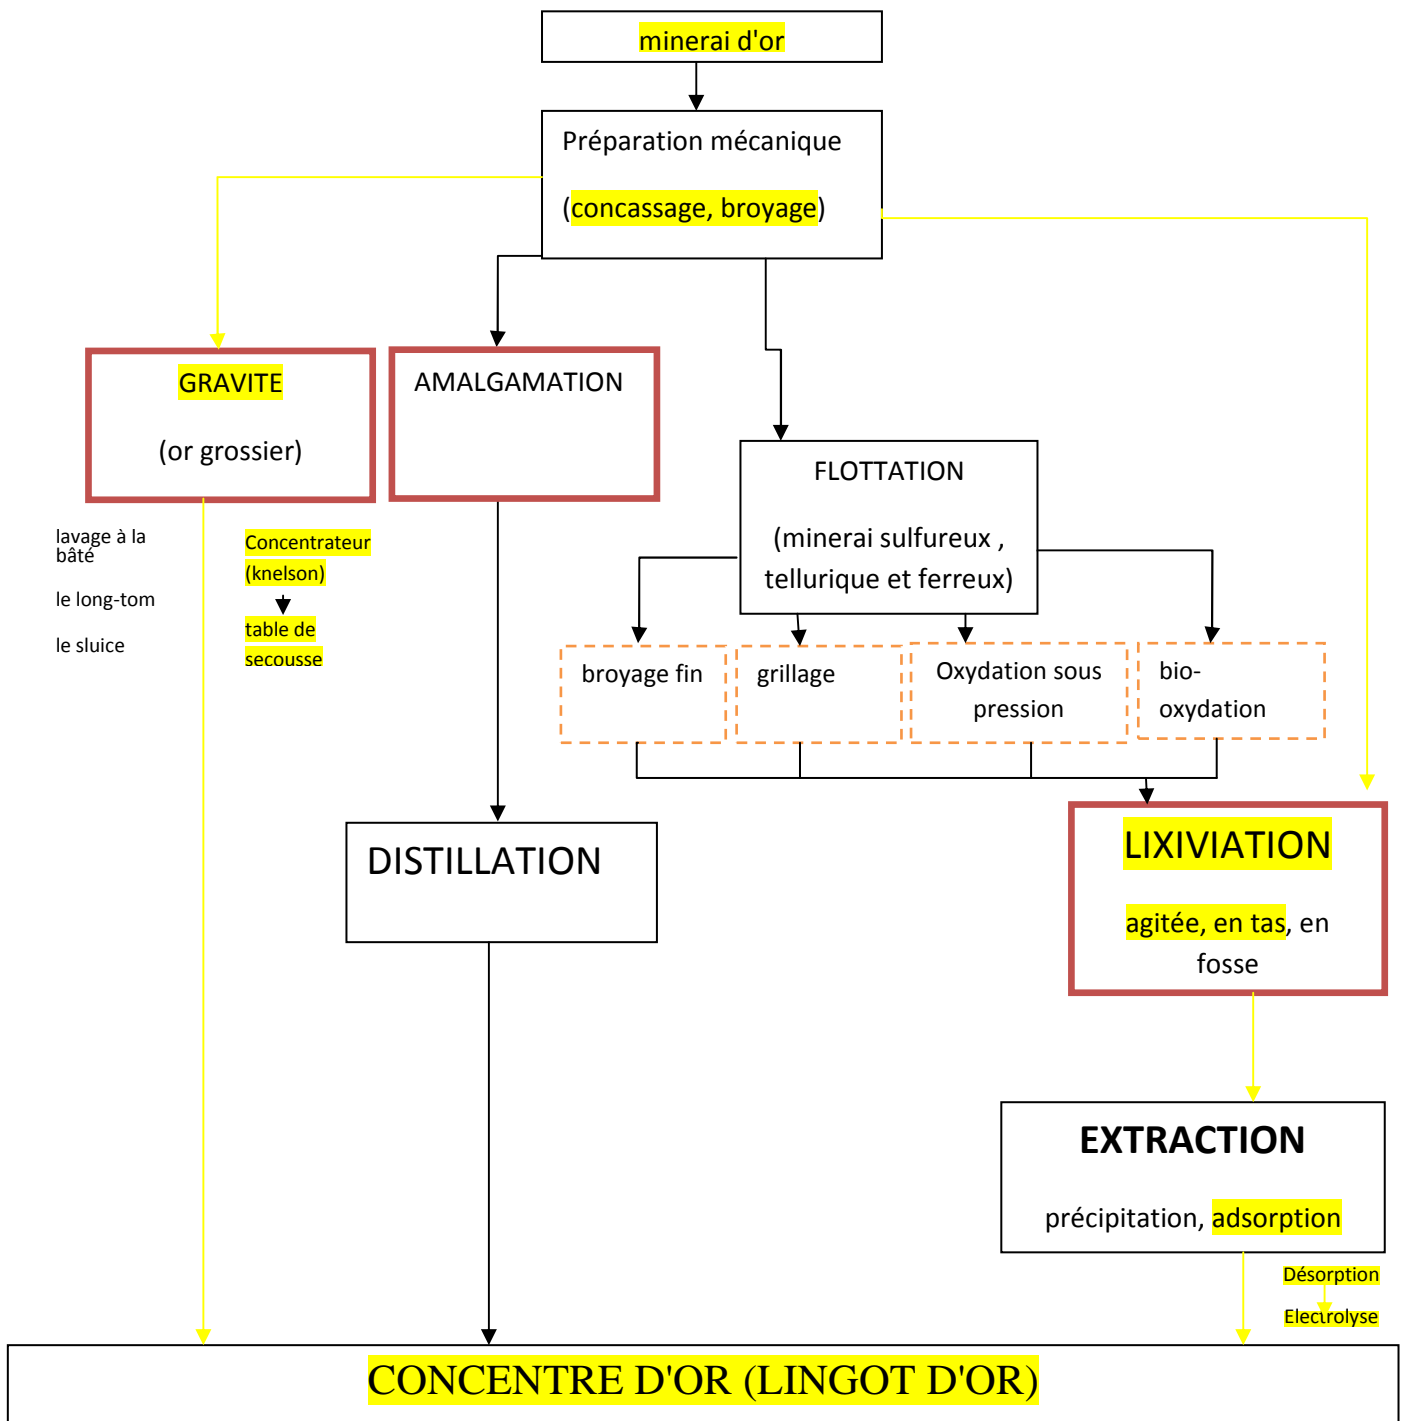 minerai d'or
Préparation mécanique
(concassage, broyage)
GRAVITE
(or grossier)
AMALGAMATION
FLOTTATION
(minerai sulfureux ,
tellurique et ferreux)
lavage à la
bâté
le long-tom
le sluice
Concentrateur
(knelson)
table de
secousse
broyage fin
grillage
Oxydation sous
pression
bio-
oxydation
DISTILLATION
LIXIVIATION
agitée, en tas, en
fosse
EXTRACTION
précipitation, adsorption
Désorption
Electrolyse
CONCENTRE D'OR (LINGOT D'OR)